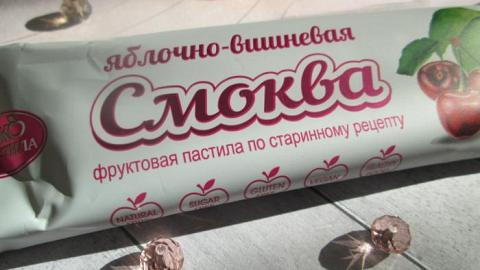 яблочно-вишневая
Смоква
фруктовая пастила по старинному рецепту
NATURAL
SUGAR
GLUTEN
VEGAN